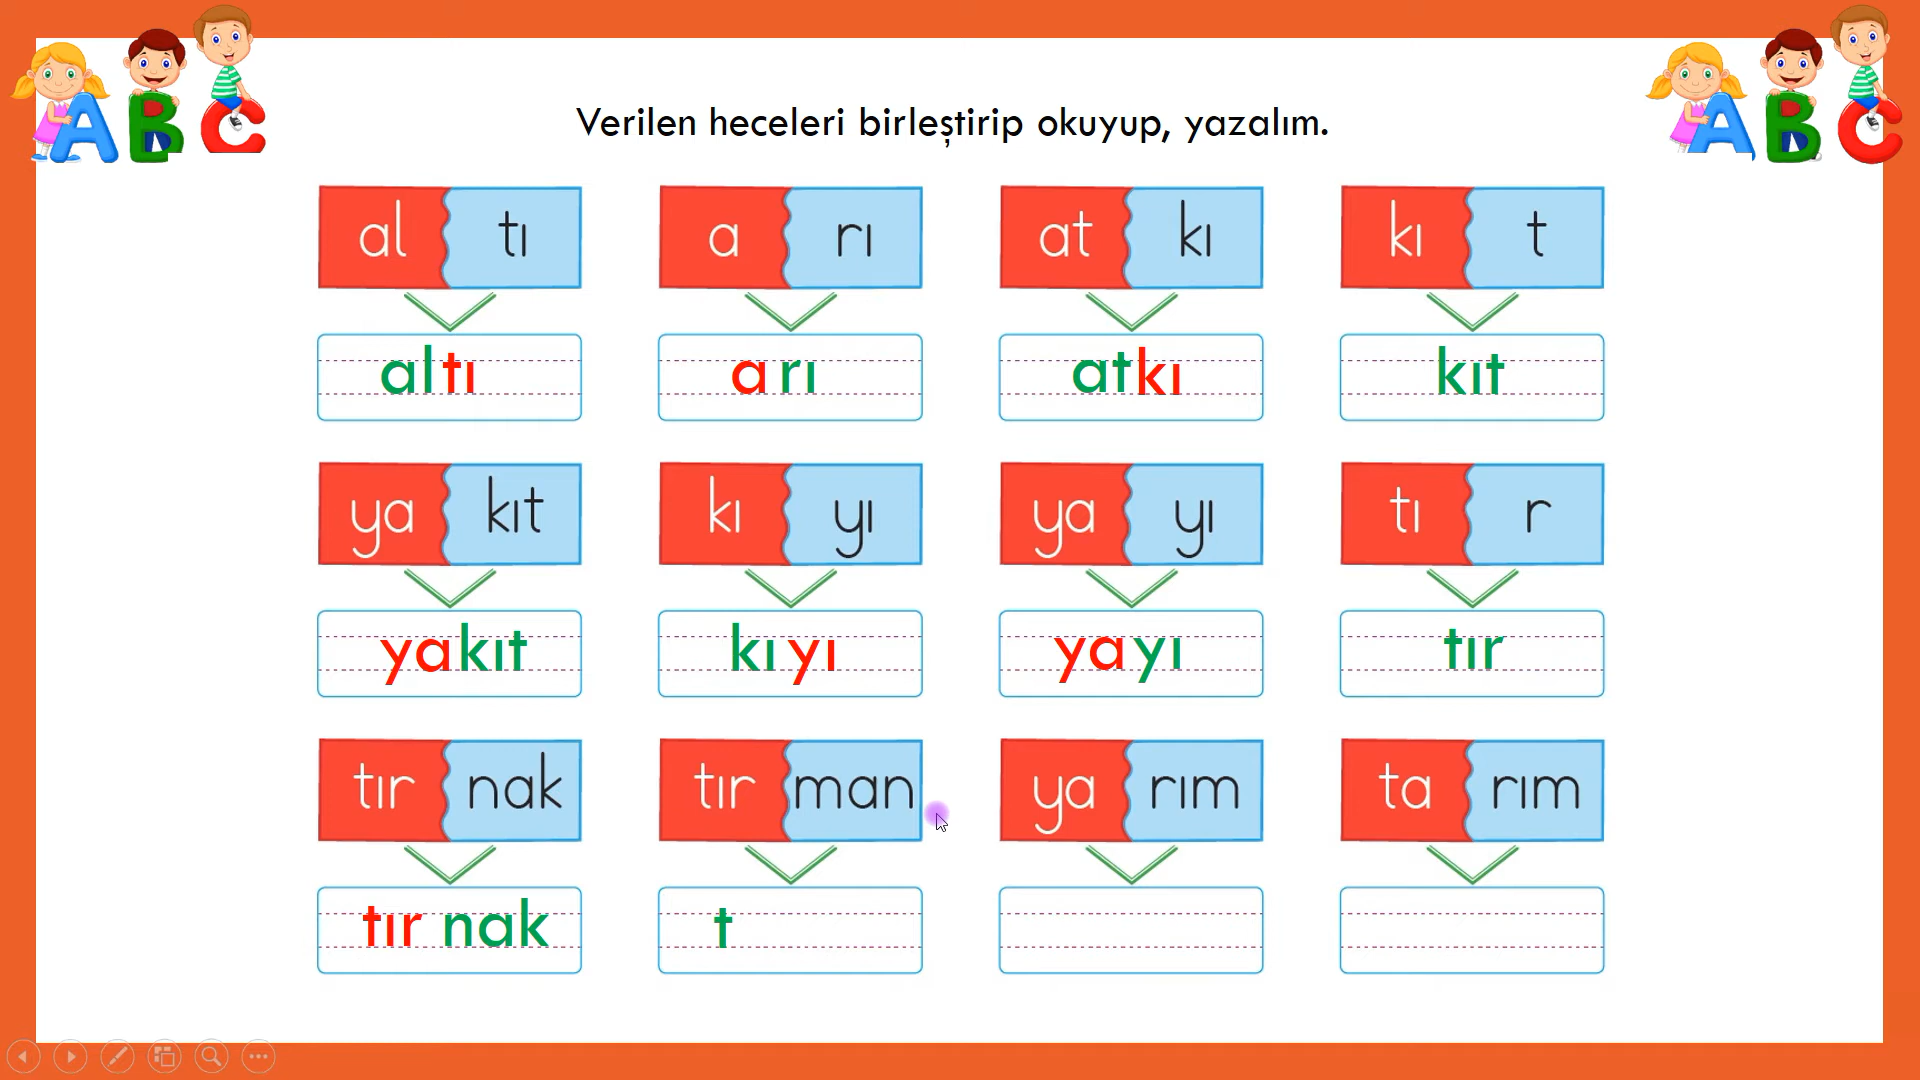 A B C
A B C
Verilen heceleri birleştirip okuyup, yazalım.
al tı a rı at kı kı t
altı arı atkı kıt
ya kıt kı yı ya yı tı r
yakıt kıyı yayı tır
tır nak tır man ya rım ta rım
tır nak t